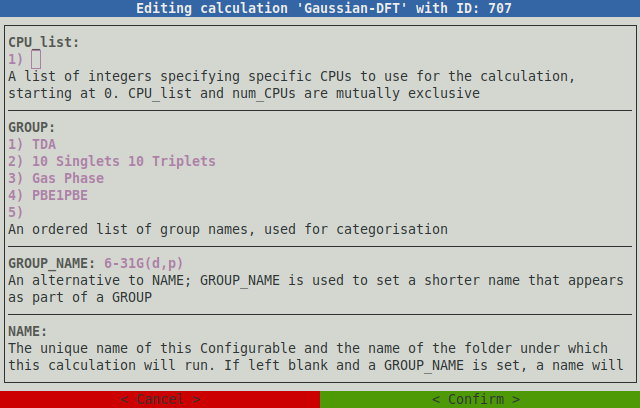 Editing calculation 'Gaussian-DFT' with ID: 707
CPU_list:
1)
A list of integers specifying specific CPUs to use for the calculation,
starting at 0. CPU_list and num_CPUs are mutually exclusive
GROUP:
1) TDA
2) 10 Singlets 10 Triplets
3) Gas Phase
4) PBE1PBE
5)
An ordered list of group names, used for categorisation
GROUP_NAME: 6-31G(d,p)
An alternative to NAME; GROUP_NAME is used to set a shorter name that appears
as part of a GROUP
NAME:
The unique name of this Configurable and the name of the folder under which
this calculation will run. If left blank and a GROUP_NAME is set, a name will
< Cancel > < Confirm >